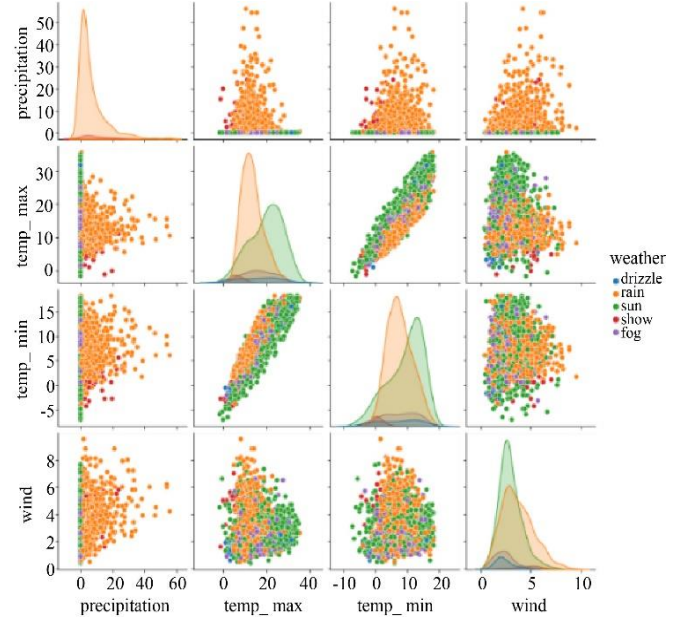 precipitation
50
40
30
20
10
0
temp_ max
30
20
10
0
weather
drizzle
rain
sun
show
fog
temp_ min
15
10
5
0
-5
wind
8
6
4
2
0
0 20 40 60
0 20 40
-10 0 10 20
0 5 10
precipitation
temp_ max
temp_ min
wind